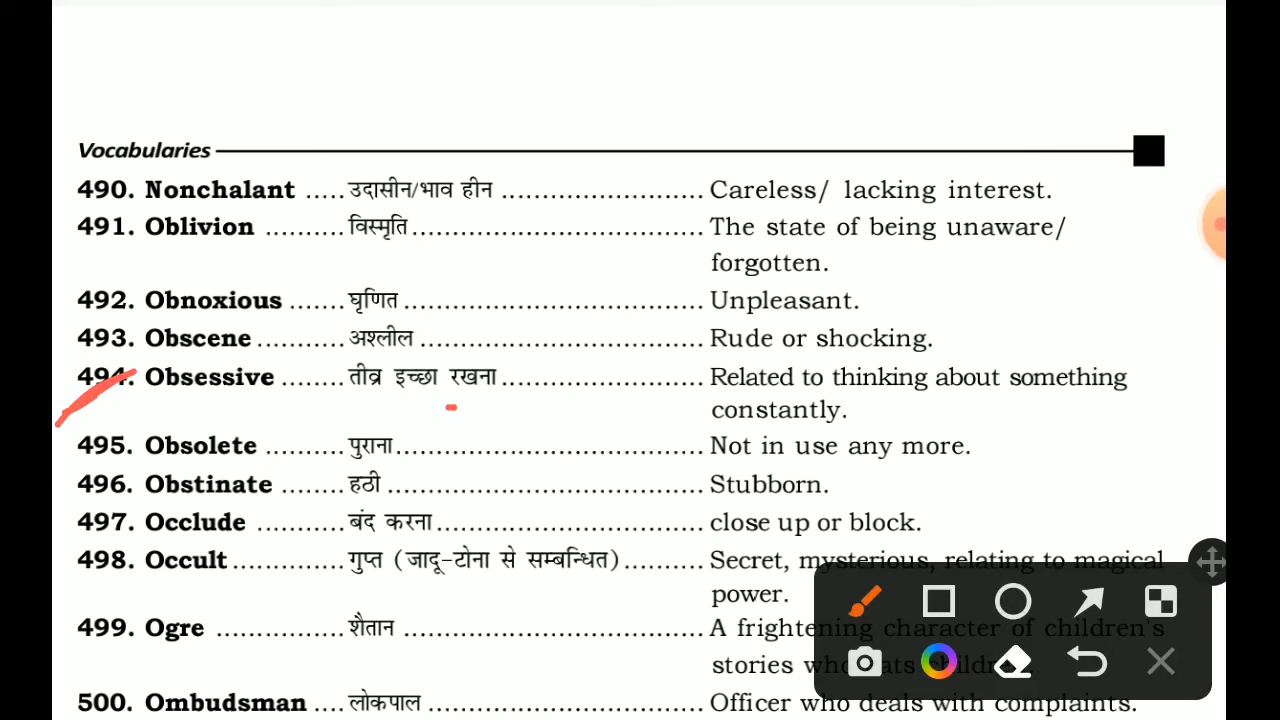 Vocabularies
490. Nonchalant ..... उदासीन/भाव हीन ......................... Careless/ lacking interest.
491. Oblivion .......... विस्मृति.................................... The state of being unaware/
forgotten.
492. Obnoxious ....... घृणित..................................... Unpleasant.
493. Obscene ........... अश्लील ................................... Rude or shocking.
494. Obsessive ........ तीव्र इच्छा रखना......................... Related to thinking about something
constantly.
495. Obsolete .......... पुराना...................................... Not in use any more.
496. Obstinate ........ हठी ....................................... Stubborn.
497. Occlude ........... बंद करना................................. close up or block.
498. Occult .............. गुप्त (जादू-टोना से सम्बन्धित).......... Secret, mysterious, relating to magical
power.
499. Ogre ................ शैतान ..................................... A frightening character of children's
stories who eats children.
500. Ombudsman .... लोकपाल .................................. Officer who deals with complaints.